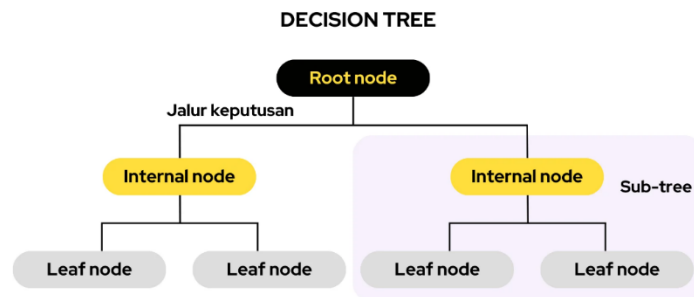 DECISION TREE
Root node
Jalur keputusan
Internal node
Internal node
Sub-tree
Leaf node
Leaf node
Leaf node
Leaf node